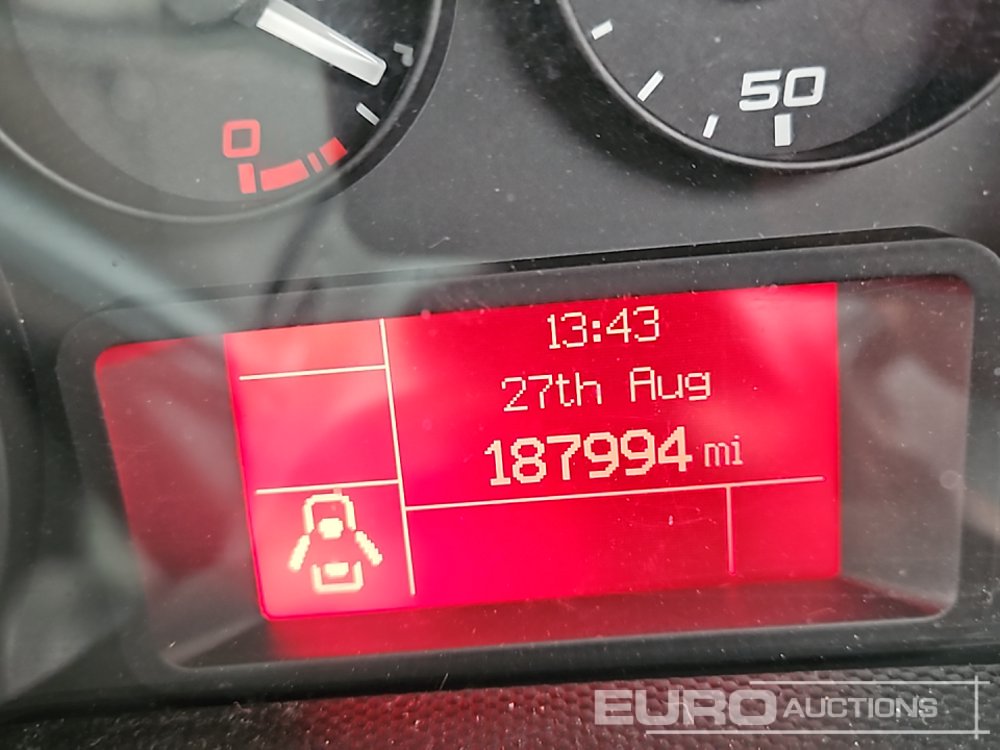 0
50
13:43
27th Aug
187994 mi
EURO AUCTIONS